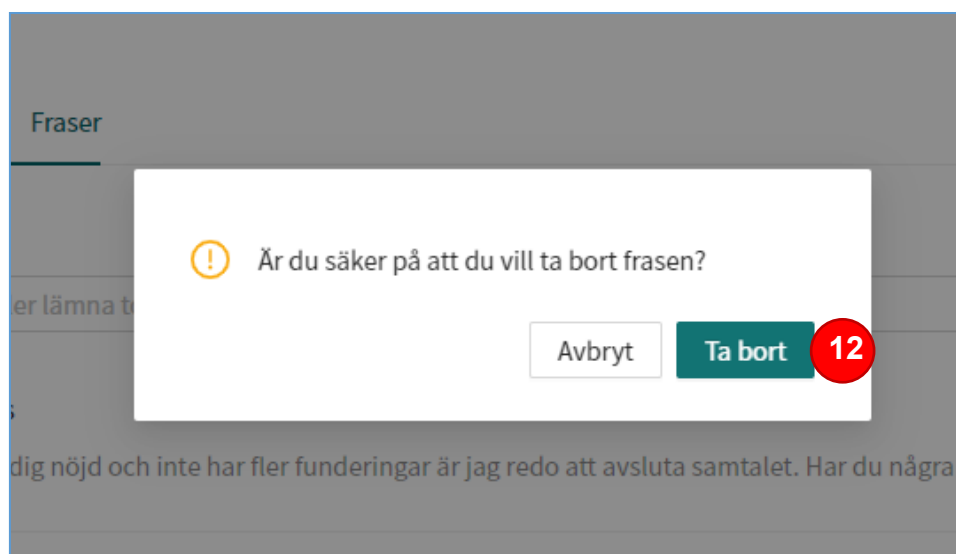 Fraser
Är du säker på att du vill ta bort frasen?
er lämna
Avbryt
Ta bort
12
dig nöjd och inte har fler funderingar är jag redo att avsluta samtalet. Har du några